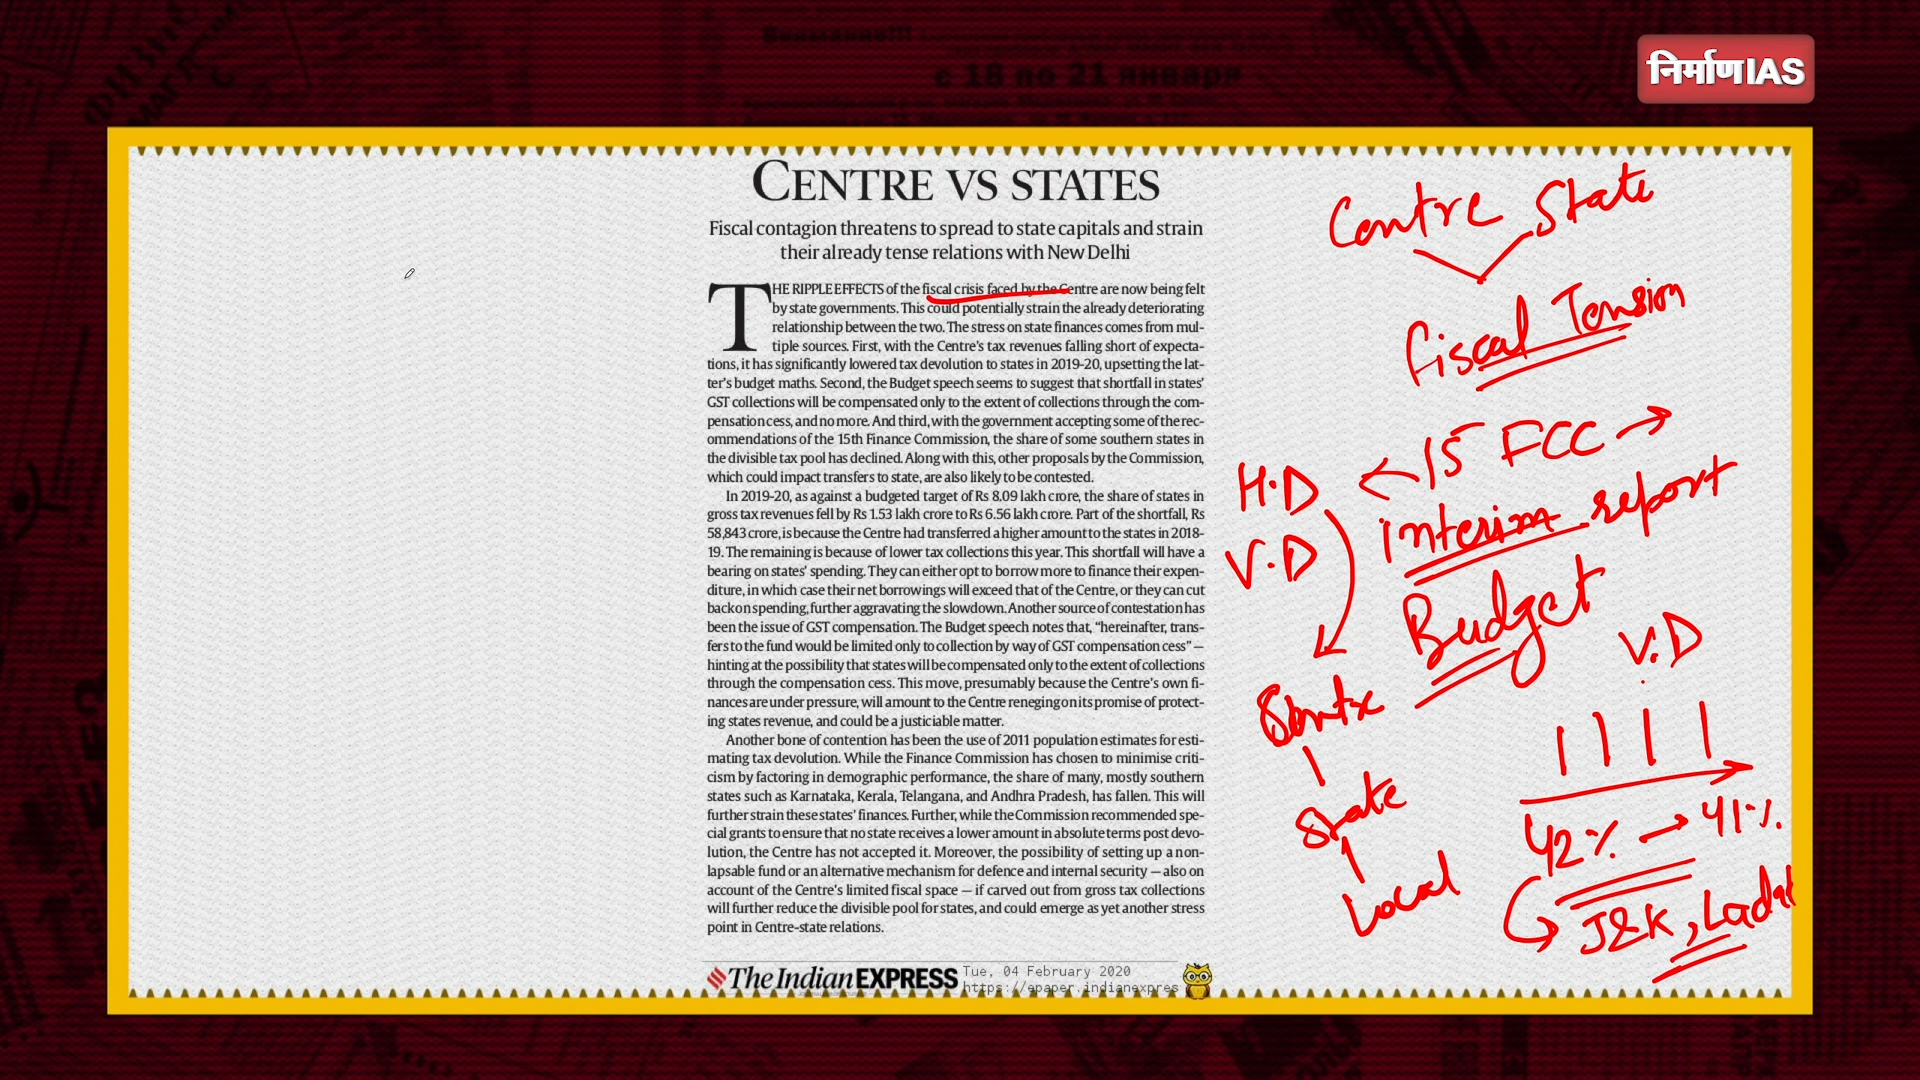 निर्माणIAS
Внимание!!!
с 18 по 21 января
CENTRE VS STATES
Fiscal contagion threatens to spread to state capitals and strain
their already tense relations with New Delhi
THE RIPPLE EFFECTS of the fiscal crisis faced by the Centre are now being felt
by state governments. This could potentially strain the already deteriorating
relationship between the two. The stress on state finances comes from mul-
tiple sources. First, with the Centre's tax revenues falling short of expecta-
tions, it has significantly lowered tax devolution to states in 2019-20, upsetting the lat-
ter's budget maths. Second, the Budget speech seems to suggest that shortfall in states'
GST collections will be compensated only to the extent of collections through the com-
pensation cess, and no more. And third, with the government accepting some of the rec-
ommendations of the 15th Finance Commission, the share of some southern states in
the divisible tax pool has declined. Along with this, other proposals by the Commission,
which could impact transfers to state, are also likely to be contested.
In 2019-20, as against a budgeted target of Rs 8.09 lakh crore, the share of states in
gross tax revenues fell by Rs 1.53 lakh crore to Rs 6.56 lakh crore. Part of the shortfall, Rs
58,843 crore, is because the Centre had transferred a higher amount to the states in 2018-
19. The remaining is because of lower tax collections this year. This shortfall will have a
bearing on states' spending. They can either opt to borrow more to finance their expen-
diture, in which case their net borrowings will exceed that of the Centre, or they can cut
back on spending, further aggravating the slowdown. Another source of contestation has
been the issue of GST compensation. The Budget speech notes that, "hereinafter, trans-
fers to the fund would be limited only to collection by way of GST compensation cess" —
hinting at the possibility that states will be compensated only to the extent of collections
through the compensation cess. This move, presumably because the Centre's own fi-
nances are under pressure, will amount to the Centre reneging on its promise of protect-
ing states revenue, and could be a justiciable matter.
Another bone of contention has been the use of 2011 population estimates for esti-
mating tax devolution. While the Finance Commission has chosen to minimise criti-
cism by factoring in demographic performance, the share of many, mostly southern
states such as Karnataka, Kerala, Telangana, and Andhra Pradesh, has fallen. This will
further strain these states' finances. Further, while the Commission recommended spe-
cial grants to ensure that no state receives a lower amount in absolute terms post devo-
lution, the Centre has not accepted it. Moreover, the possibility of setting up a non-
lapsable fund or an alternative mechanism for defence and internal security — also on
account of the Centre's limited fiscal space — if carved out from gross tax collections
will further reduce the divisible pool for states, and could emerge as yet another stress
point in Centre-state relations.
The Indian EXPRESS
Tue, 04 February 2020
https://epaper.indianexpres
Centre State
Fiscal Tension
15 FCC
H.D
interim report
V.D
Budget
V.D
State
42% → 41%
Local
J&K, Ladak